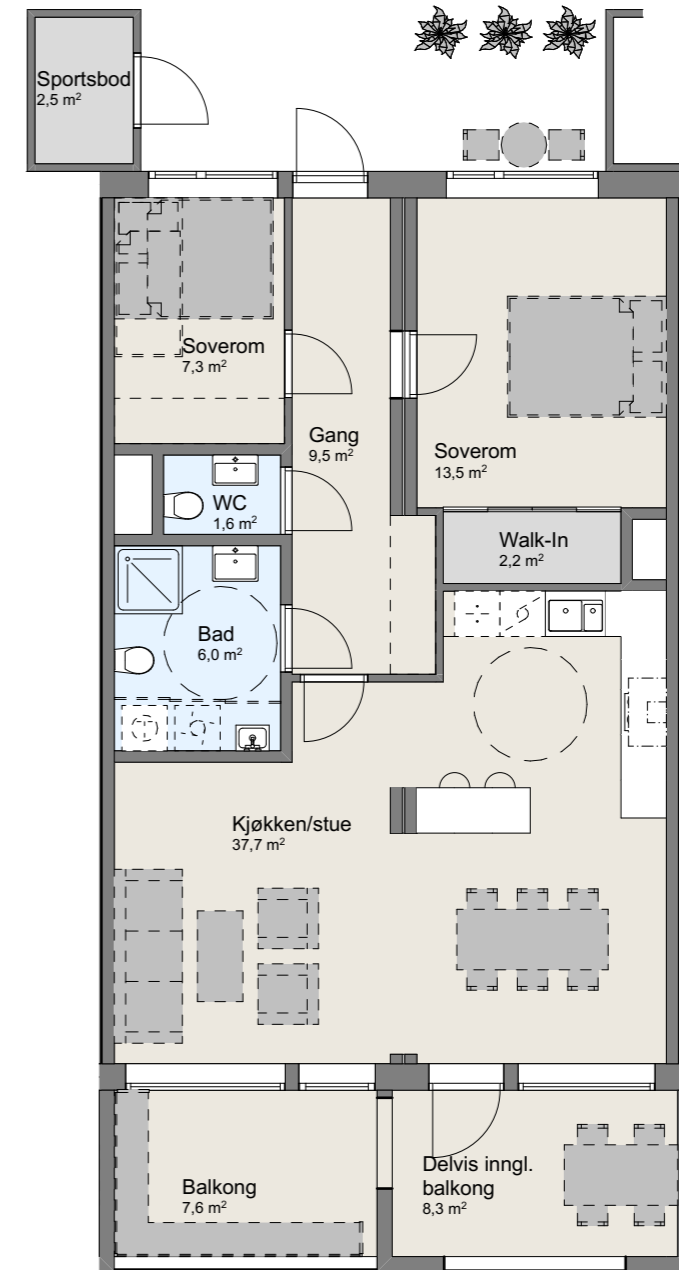 Sportsbod
2,5 m²
Soverom
7,3 m²
Gang
9,5 m²
Soverom
13,5 m²
WC
1,6 m²
Walk-In
2,2 m²
Bad
6,0 m²
Kjøkken/stue
37,7 m²
Balkong
7,6 m²
Delvis inngl.
balkong
8,3 m²